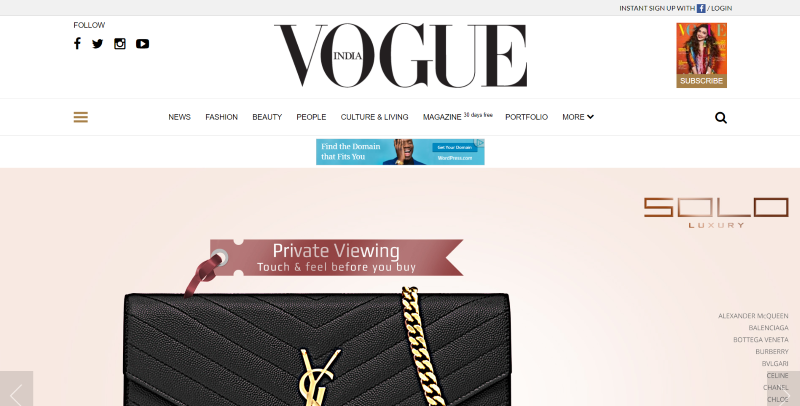 INSTANT SIGN UP WITH f / LOGIN
FOLLOW
VOGUE
INDIA
VOGUE
SUBSCRIBE
NEWS FASHION BEAUTY PEOPLE CULTURE & LIVING MAGAZINE 30 days free PORTFOLIO MORE
Find the Domain
that Fits You
Get Your Domain
WordPress.com
SOLO
LUXURY
Private Viewing
Touch & feel before you buy
ALEXANDER McQUEEN
BALENCIAGA
BOTTEGA VENETA
BURBERRY
BVLGARI
CELINE
CHANEL
CHLOE